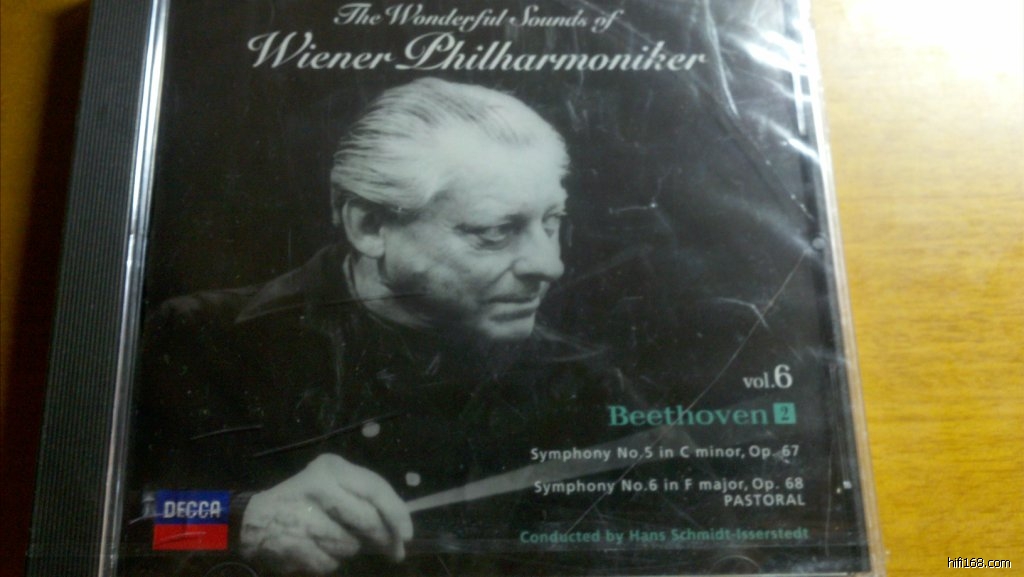 The Wonderful Sounds of
Wiener Philharmoniker
vol.6
Beethoven 2
Symphony No.5 in C minor, Op. 67
Symphony No.6 in F major, Op. 68
PASTORAL
DECCA
Conducted by Hans Schmidt-Isserstedt
hifi168.com